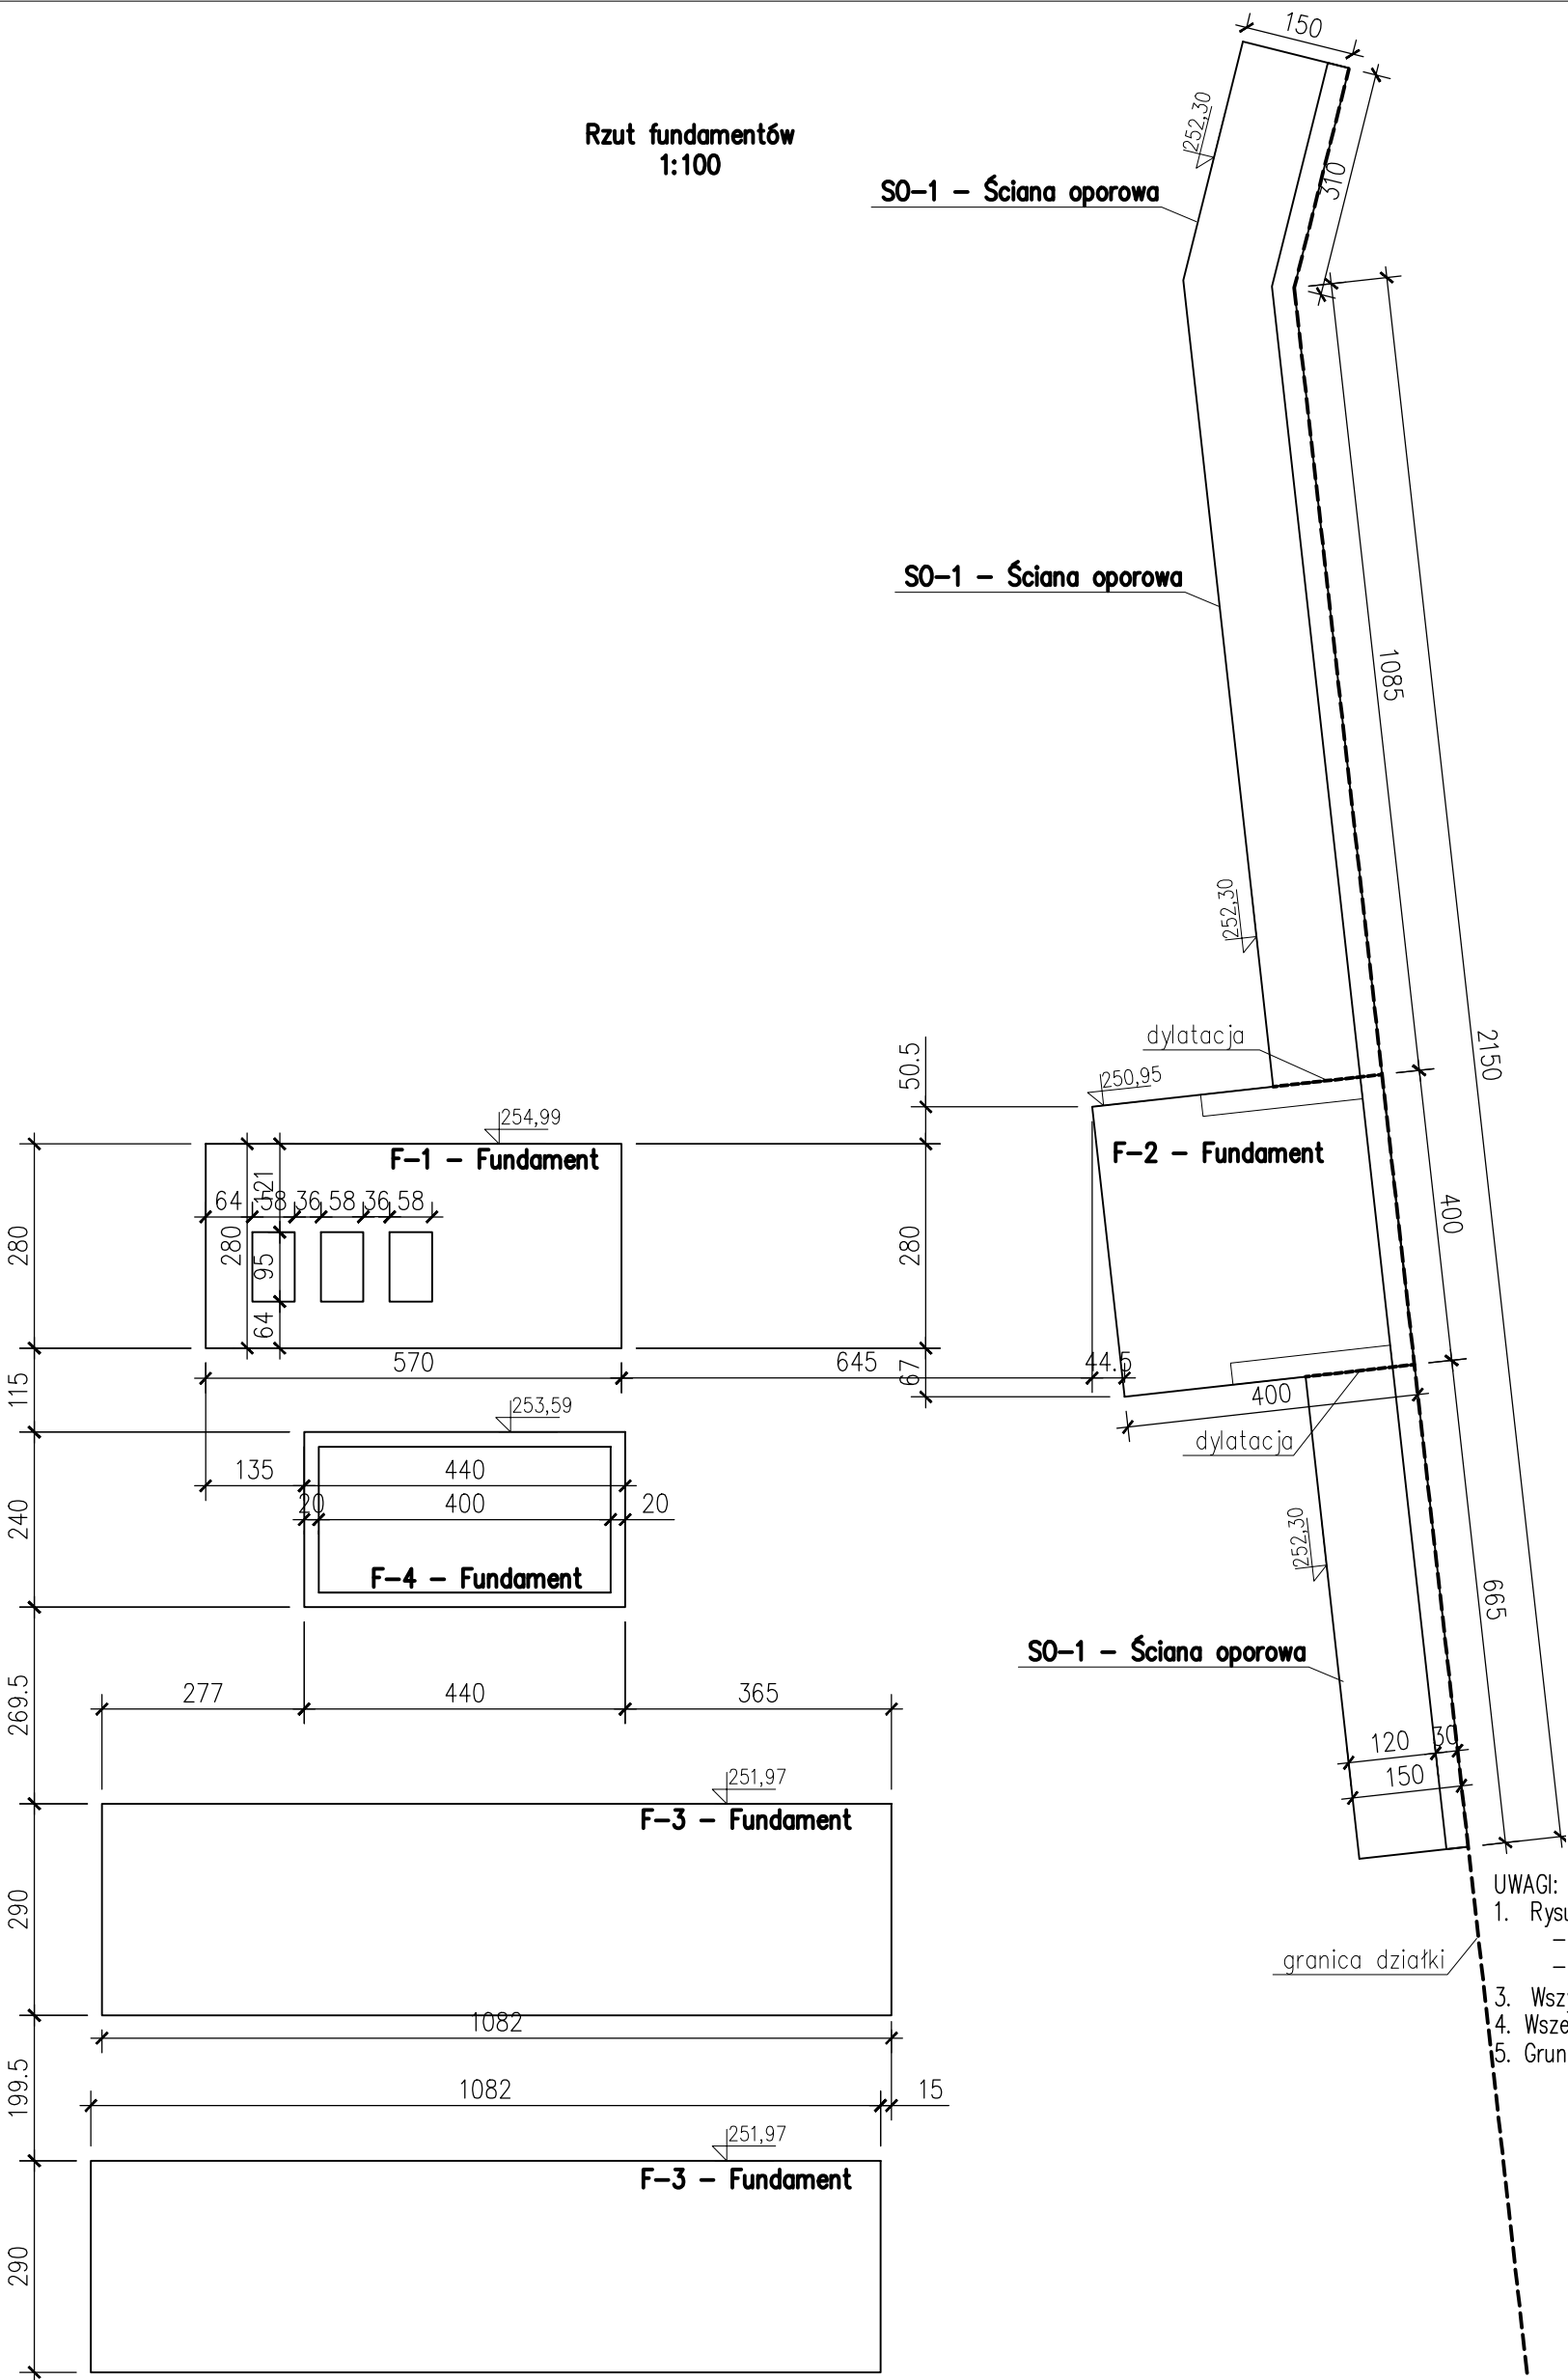 150
252,30
Rzut fundamentów
1:100
310
SO-1 - Ściana oporowa
SO-1 - Ściana oporowa
1085
252,30
2150
dylatacja
50.5
250,95
254,99
F-1 - Fundament
F-2 - Fundament
121
64 58 36 58 36 58
280
280
95
280
400
64
570
645
44.5
67
115
400
253,59
dylatacja
135
440
20
400
20
240
252,30
F-4 - Fundament
665
SO-1 - Ściana oporowa
269.5
277
440
365
120
30
150
251,97
F-3 - Fundament
UWAGI:
1. Rysu
-
-
290
granica działki
3. Wszy
4. Wsze
5. Grun
1082
199.5
1082
15
251,97
F-3 - Fundament
290